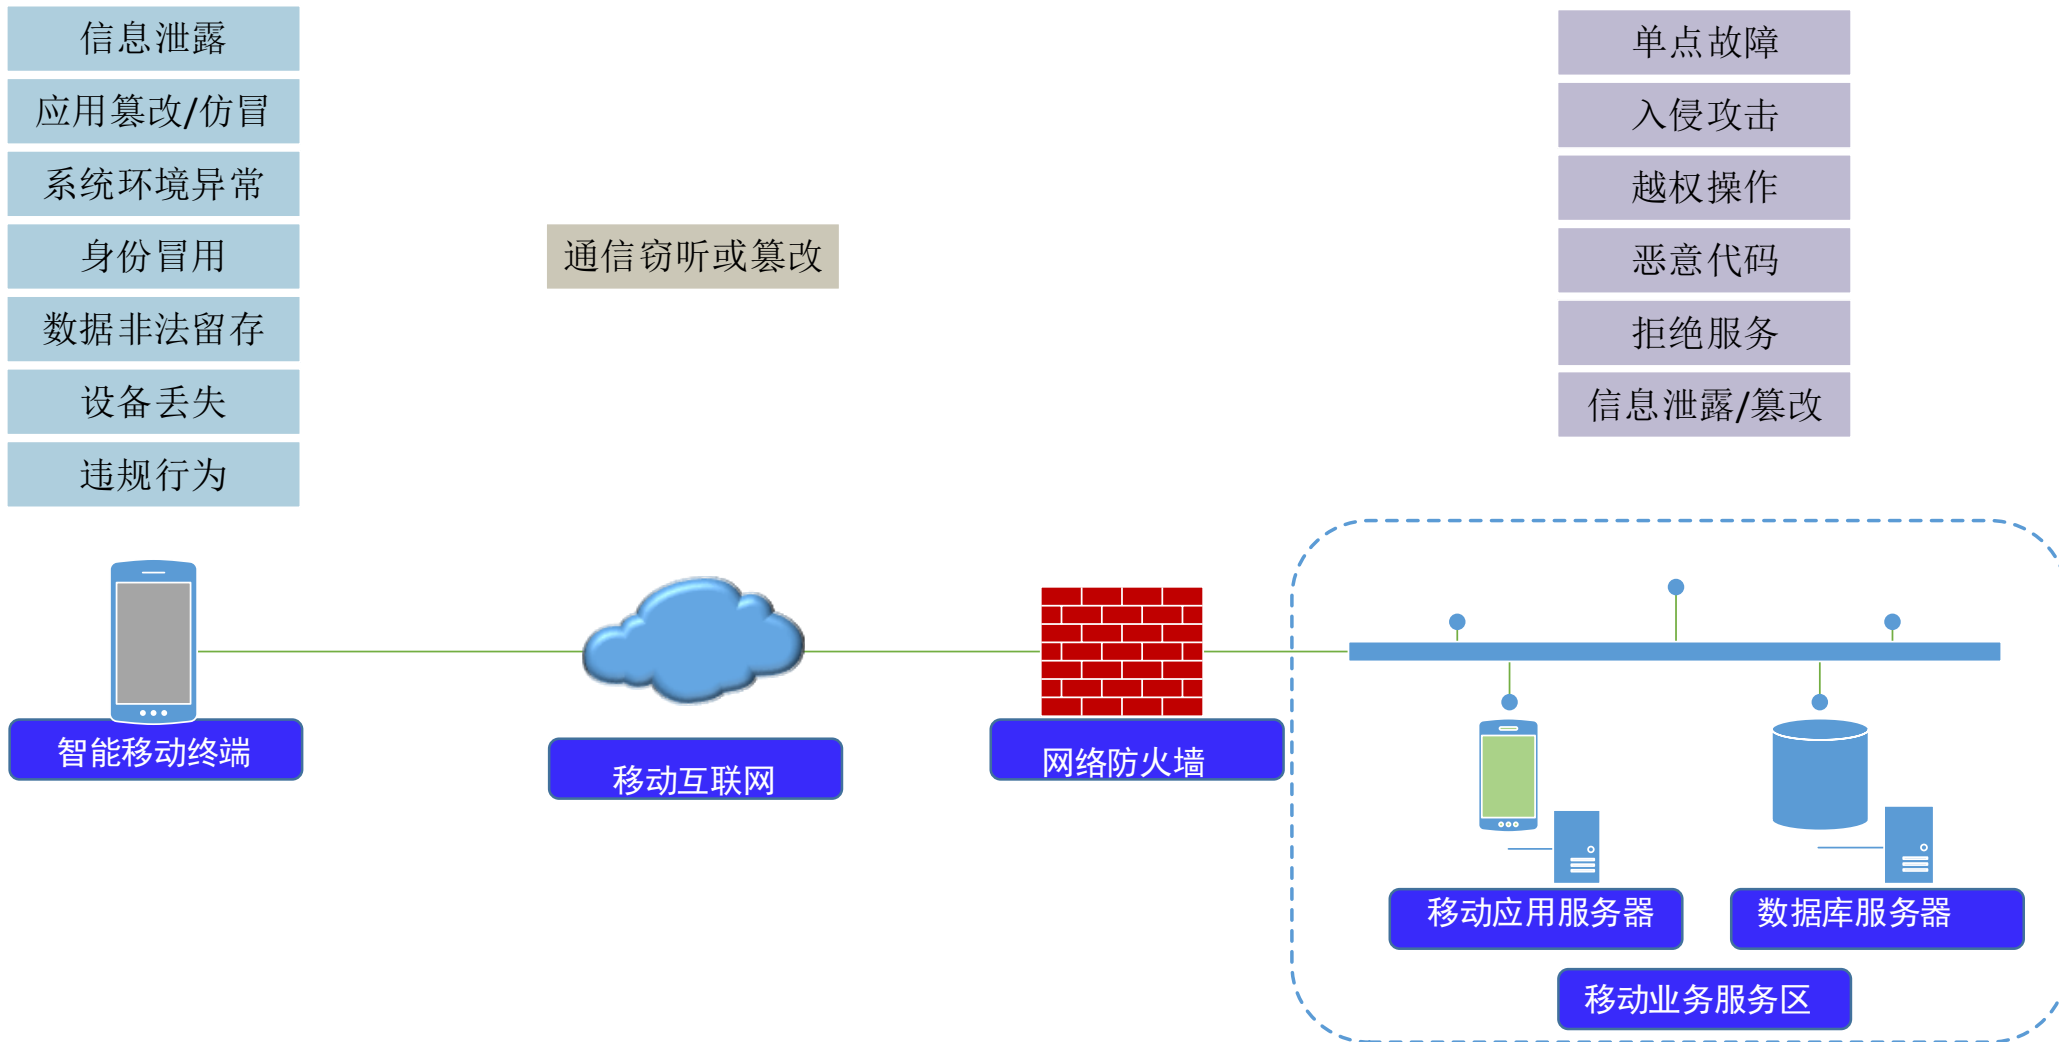 信息泄露
应用篡改/仿冒
系统环境异常
身份冒用
数据非法留存
设备丢失
违规行为
通信窃听或篡改
单点故障
入侵攻击
越权操作
恶意代码
拒绝服务
信息泄露/篡改
智能移动终端
移动互联网
网络防火墙
移动应用服务器
数据库服务器
移动业务服务区